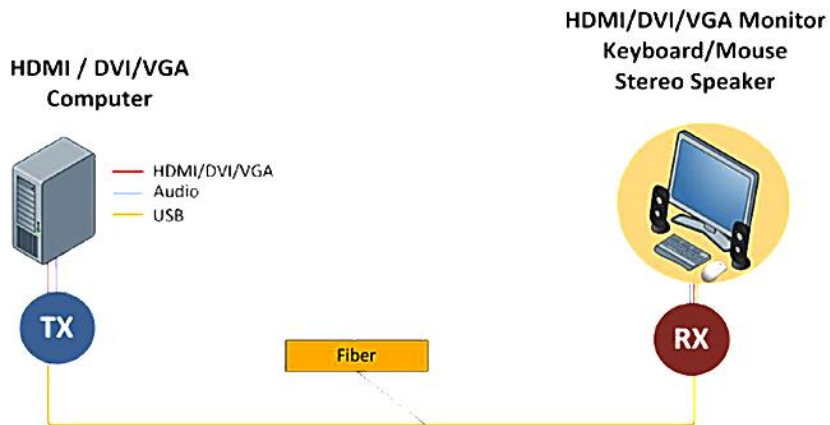 HDMI / DVI/VGA
Computer
HDMI/DVI/VGA Monitor
Keyboard/Mouse
Stereo Speaker
HDMI/DVI/VGA
Audio
USB
TX
RX
Fiber